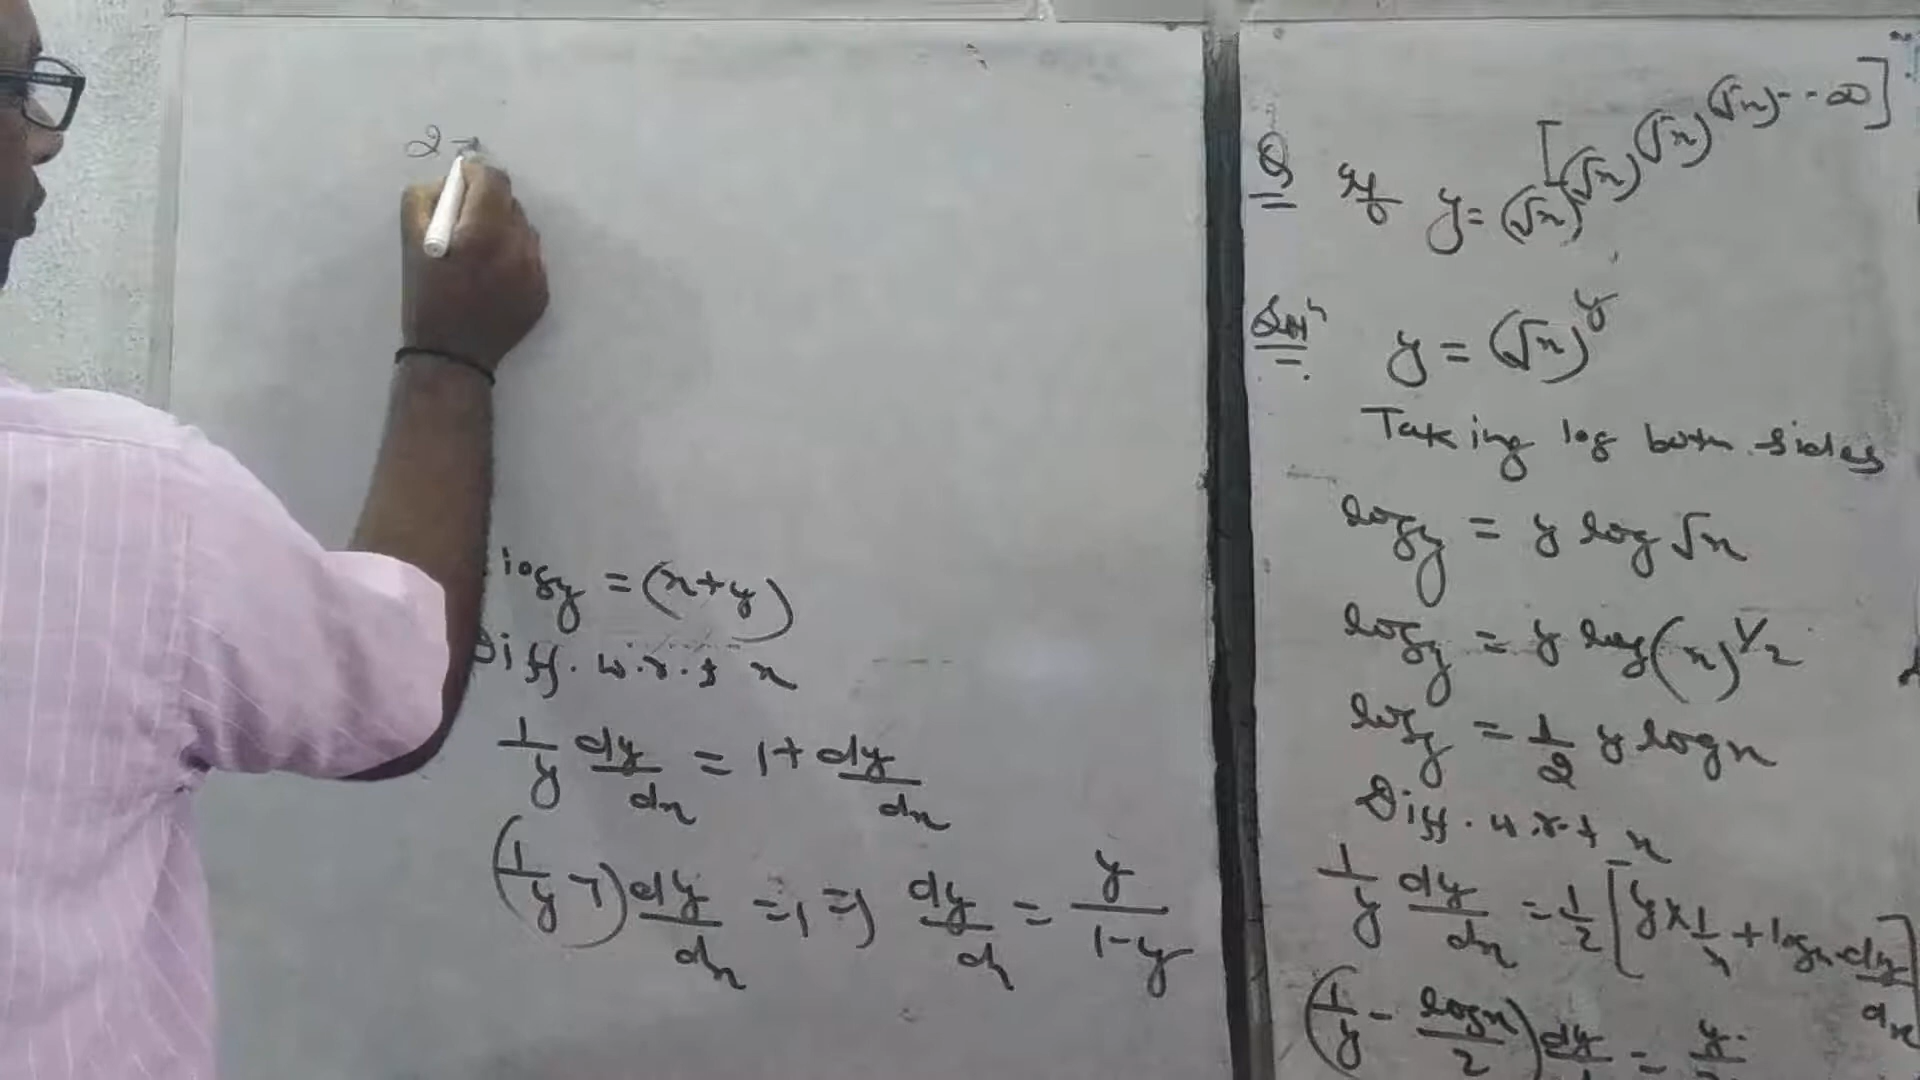 2-
logy = (x+y)
Diff. w.r.t x
1/y dy/dx = 1+ dy/dx
(1/y -1) dy/dx =1 => dy/dx = y/1-y
Q If y= (√x)^[(√x)^(√x)^(√x)--∞]
Solⁿ y = (√x)^y
Taking log both sides
logy = y log √x
logy = y log(x)^1/2
logy = 1/2 y logx
Diff. w.r.t x
1/y dy/dx = 1/2 [y×1/x + logx.dy/dx]
(1/y - logx/2) dy/ = y